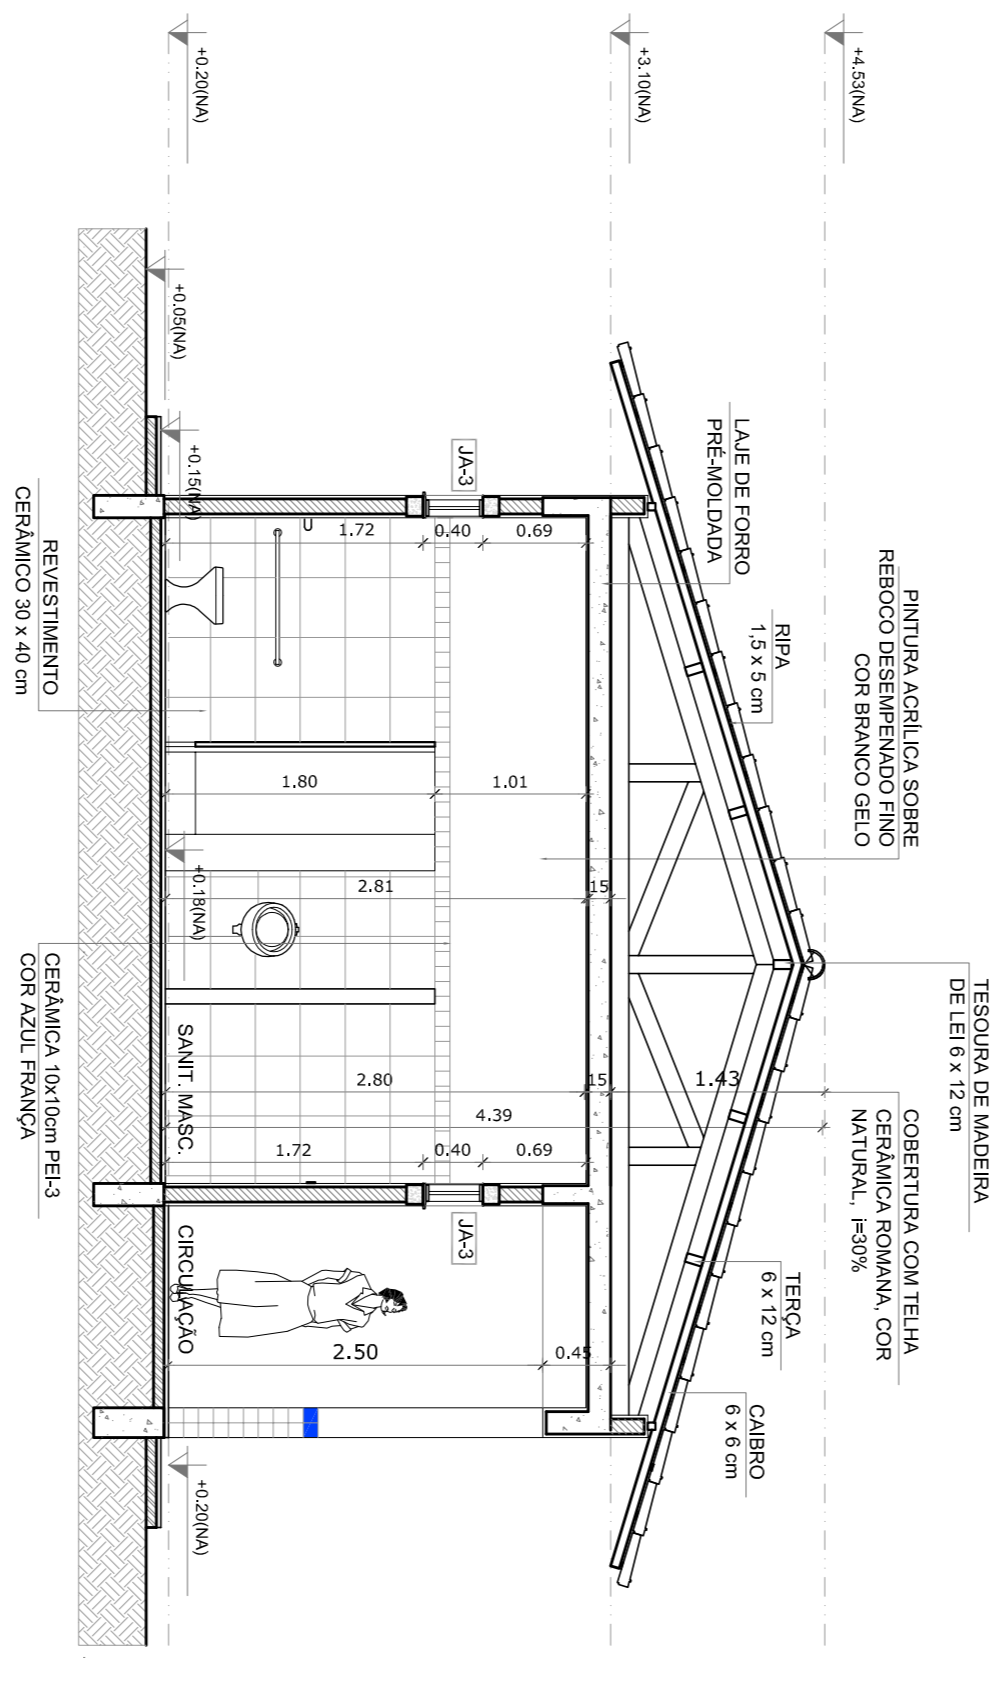 +0.20(NA)
+3.10(NA)
+4.53(NA)
+0.05(NA)
+0.15(NA)
JA-3
LAJE DE FORRO
PRÉ-MOLDADA
RIPA
1,5 x 5 cm
PINTURA ACRÍLICA SOBRE
REBOCO DESEMPENADO FINO
COR BRANCO GELO
REVESTIMENTO
CERÂMICO 30 x 40 cm
1.72
0.40
0.69
1.80
1.01
2.81
15
+0.18(NA)
TESOURA DE MADEIRA
DE LEI 6 x 12 cm
CERÂMICA 10x10cm PEI-3
COR AZUL FRANÇA
SANIT. MASC.
2.80
15
1.43
4.39
1.72
0.40
0.69
COBERTURA COM TELHA
CERÂMICA ROMANA, COR
NATURAL, i=30%
JA-3
CIRCULAÇÃO
2.50
0.45
TERÇA
6 x 12 cm
CAIBRO
6 x 6 cm
+0.20(NA)